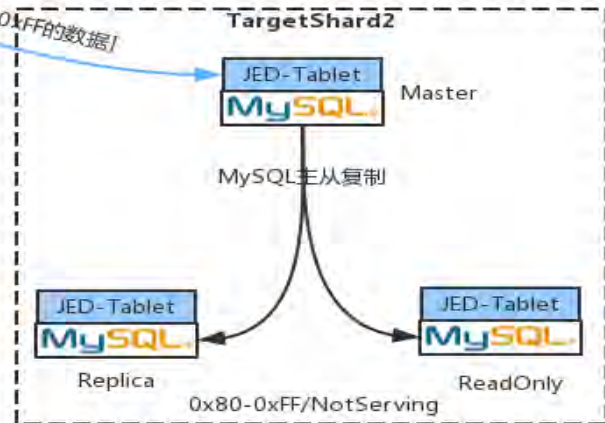 0xFF的数据]
TargetShard2
JED-Tablet
MySQL
Master
MySQL主从复制
JED-Tablet
MySQL
Replica
JED-Tablet
MySQL
ReadOnly
0x80-0xFF/NotServing